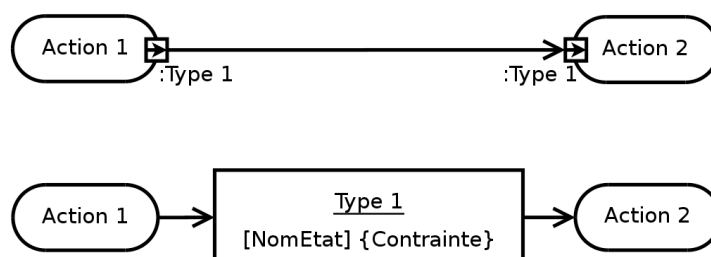 Action 1
Action 2
:Type 1
:Type 1
Action 1
Type 1
[NomEtat] {Contrainte}
Action 2